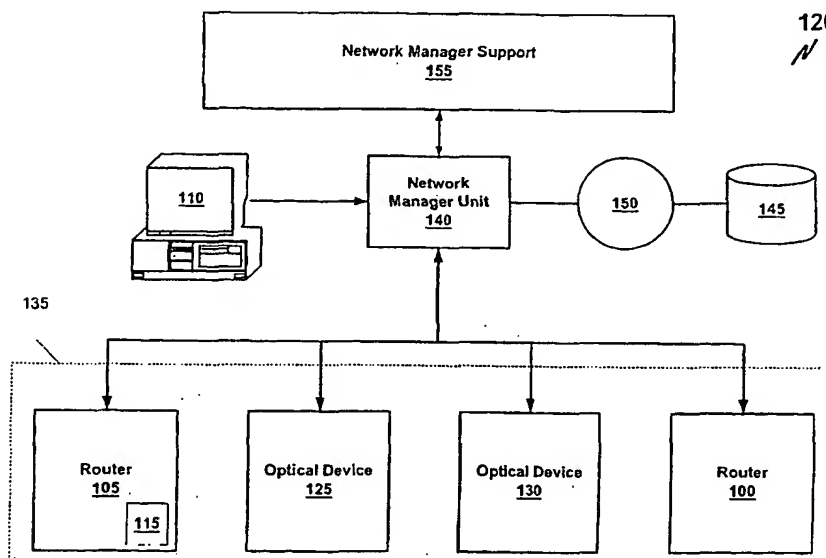 120
Network Manager Support
155
110
Network
Manager Unit
140
150
145
135
Router
105
115
Optical Device
125
Optical Device
130
Router
100